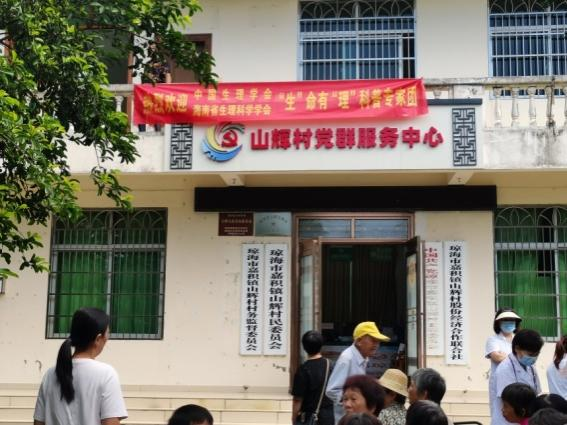 热烈欢迎 中国生理学会 海南省生理科学学会 “生”命有“理”科普专家团
山辉村党群服务中心
琼海市嘉积镇山辉村务监督委员会
琼海市嘉积镇山辉村民委员会
中国共
琼海市嘉积镇山辉村股份经济合作联合社